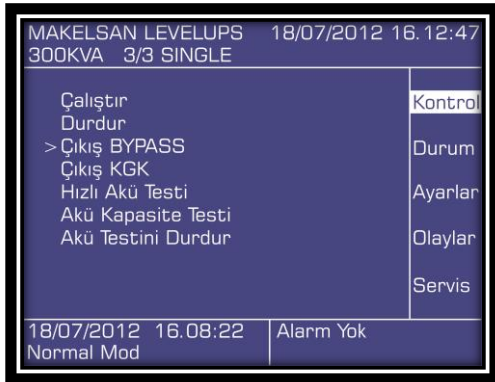 MAKELSAN LEVELUPS 18/07/2012 16.12:47
300KVA 3/3 SINGLE
Çalıştır
Durdur
>Çıkış BYPASS
Çıkış KGK
Hızlı Akü Testi
Akü Kapasite Testi
Akü Testini Durdur
Kontrol
Durum
Ayarlar
Olaylar
Servis
18/07/2012 16.08:22
Normal Mod
Alarm Yok